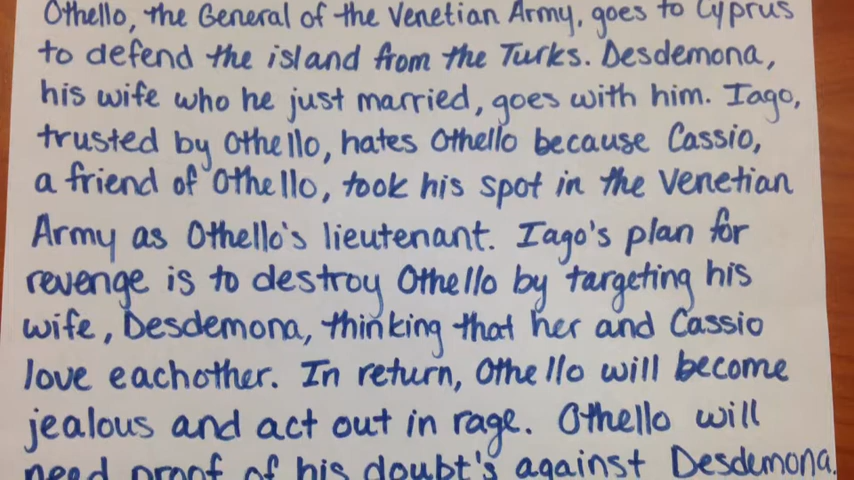 Othello, the General of the Venetian Army, goes to Cyprus
to defend the island from the Turks. Desdemona,
his wife who he just married, goes with him. Iago,
trusted by Othello, hates Othello because Cassio,
a friend of Othello, took his spot in the Venetian
Army as Othello's lieutenant. Iago's plan for
revenge is to destroy Othello by targeting his
wife, Desdemona, thinking that her and Cassio
love eachother. In return, Othello will become
jealous and act out in rage. Othello will
need proof of his doubt's against Desdemona.